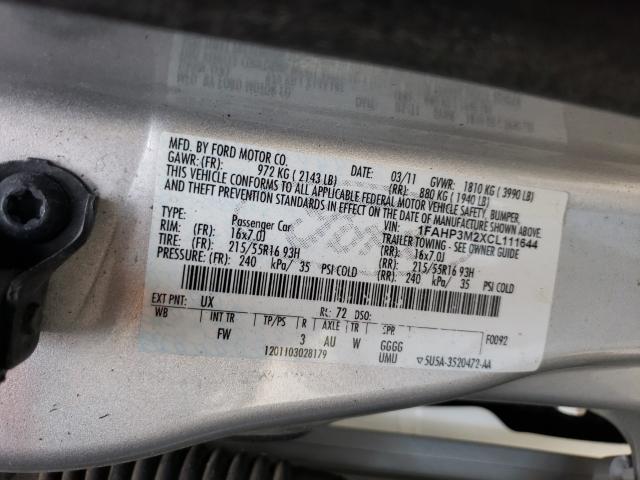 MFD. BY FORD MOTOR CO. 03/11 GVWR: 1810 KG ( 3990 LB)
GAWR: (FR): 972 KG ( 2143 LB) (RR): 880 KG ( 1940 LB)
THIS VEHICLE CONFORMS TO ALL APPLICABLE FEDERAL MOTOR VEHICLE SAFETY, BUMPER,
AND THEFT PREVENTION STANDARDS IN EFFECT ON THE DATE OF MANUFACTURE SHOWN ABOVE.
VIN: 1FAHP3M2XCL111644
TYPE: Passenger Car TRAILER TOWING - SEE OWNER GUIDE
RIM: (FR): 16x7.0J (RR): 16x7.0J
TIRE: (FR): 215/55R16 93H (RR): 215/55R16 93H
PRESSURE: (FR): 240 kPa/ 35 PSI COLD (RR): 240 kPa/ 35 PSI COLD
EXT PNT: UX RC: 72 DSO: F0092
WB INT TR TP/PS R AXLE TR SPR
FW 3 AU W GGGG
UMU
1201103028179 ▽5U5A-3520472-AA